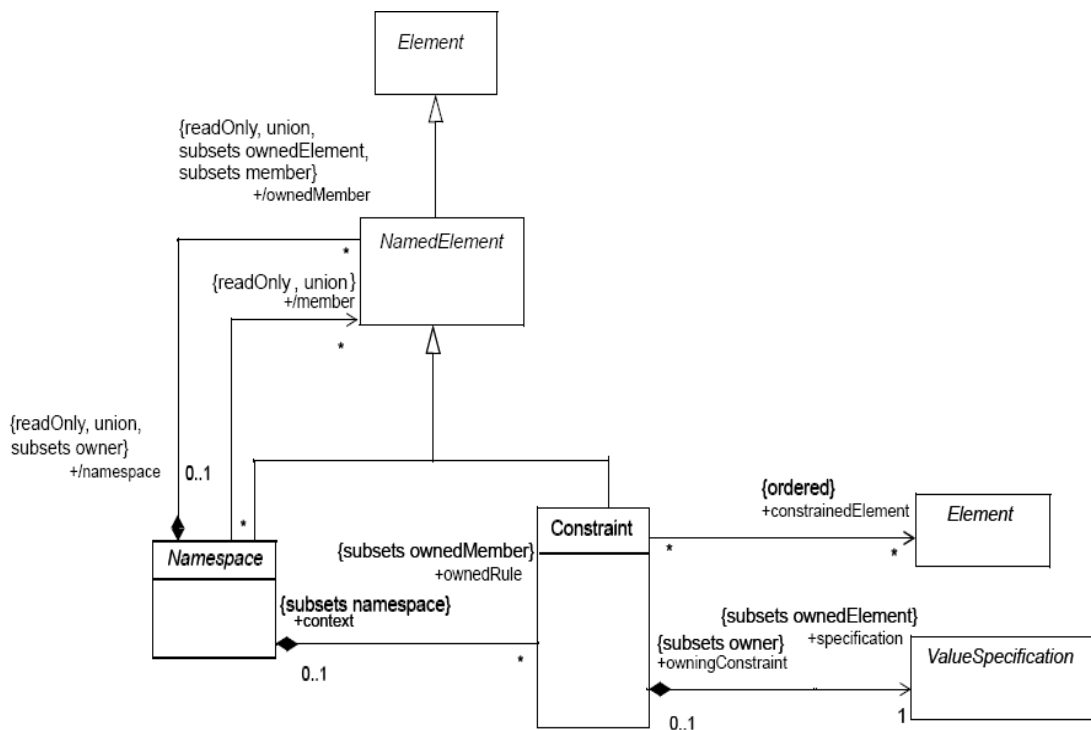 Element
{readOnly, union,
subsets ownedElement,
subsets member}
+/ownedMember
NamedElement
*
{readOnly , union}
+/member
*
{readOnly, union,
subsets owner}
+/namespace
0..1
*
Namespace
{subsets ownedMember}
+ownedRule
Constraint
{ordered}
+constrainedElement
*
*
Element
{subsets namespace}
+context
0..1
*
{subsets ownedElement}
+specification
{subsets owner}
+owningConstraint
0..1
1
ValueSpecification